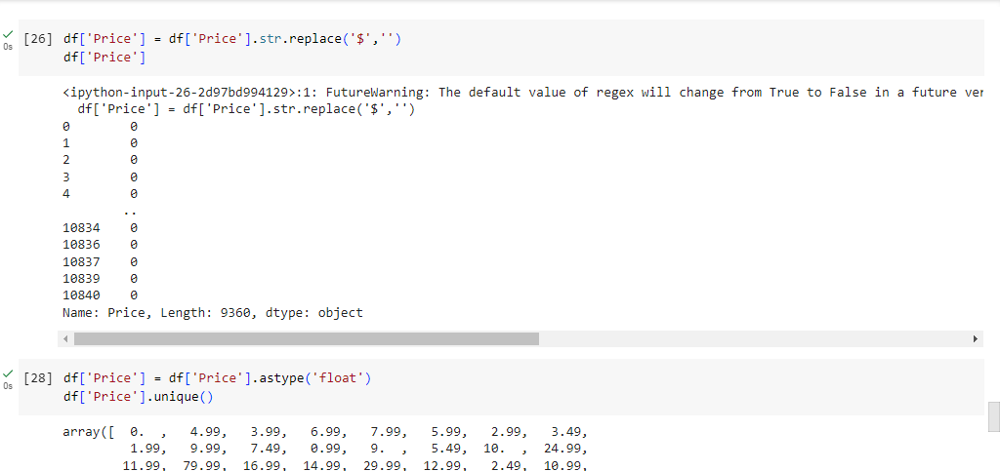 [26] df['Price'] = df['Price'].str.replace('$','')
df['Price']
0s
<ipython-input-26-2d97bd994129>:1: FutureWarning: The default value of regex will change from True to False in a future ver
df['Price'] = df['Price'].str.replace('$','')
0 0
1 0
2 0
3 0
4 0
..
10834 0
10836 0
10837 0
10839 0
10840 0
Name: Price, Length: 9360, dtype: object
[28] df['Price'] = df['Price'].astype('float')
0s
df['Price'].unique()
array([ 0. , 4.99, 3.99, 6.99, 7.99, 5.99, 2.99, 3.49,
1.99, 9.99, 7.49, 0.99, 9. , 5.49, 10. , 24.99,
11.99, 79.99, 16.99, 14.99, 29.99, 12.99, 2.49, 10.99,